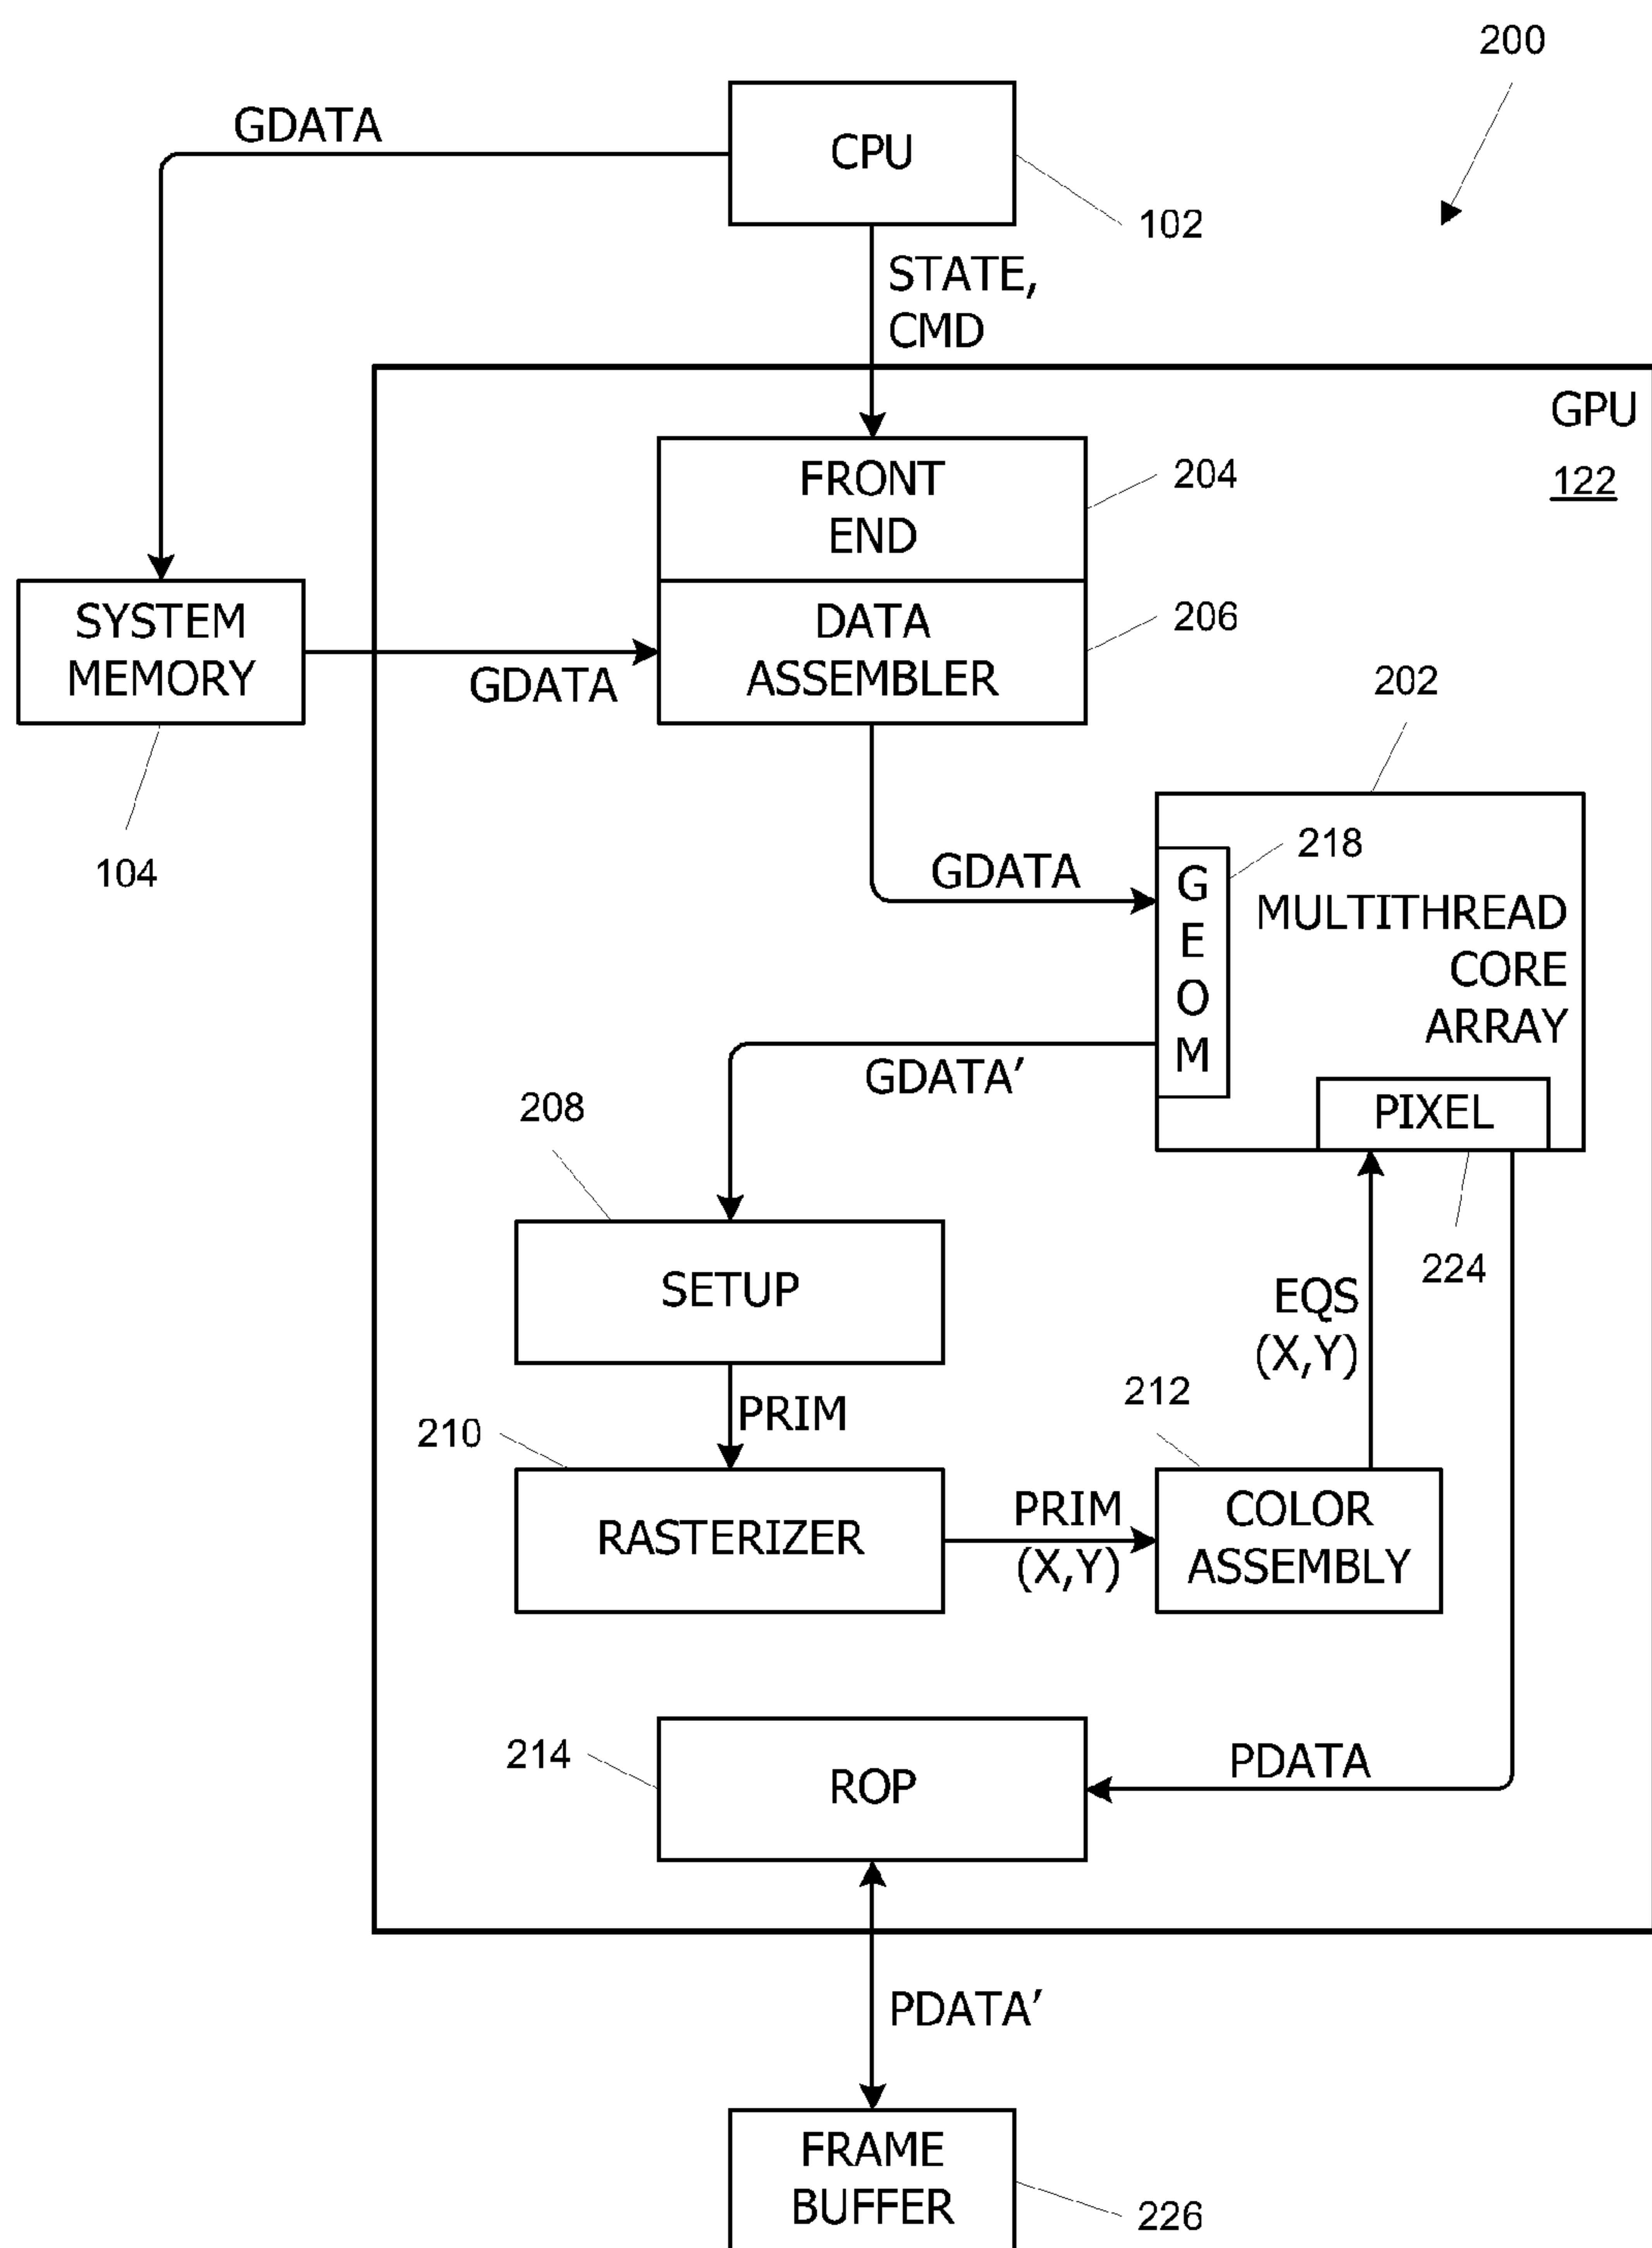 200
GDATA
CPU
102
STATE,
CMD
GPU
122
FRONT
END
204
SYSTEM
MEMORY
104
GDATA
DATA
ASSEMBLER
206
202
GDATA
GEOM
218
MULTITHREAD
CORE
ARRAY
GDATA′
PIXEL
224
208
SETUP
PRIM
EQS
(X,Y)
210
RASTERIZER
PRIM
(X,Y)
212
COLOR
ASSEMBLY
214
ROP
PDATA
PDATA′
FRAME
BUFFER
226